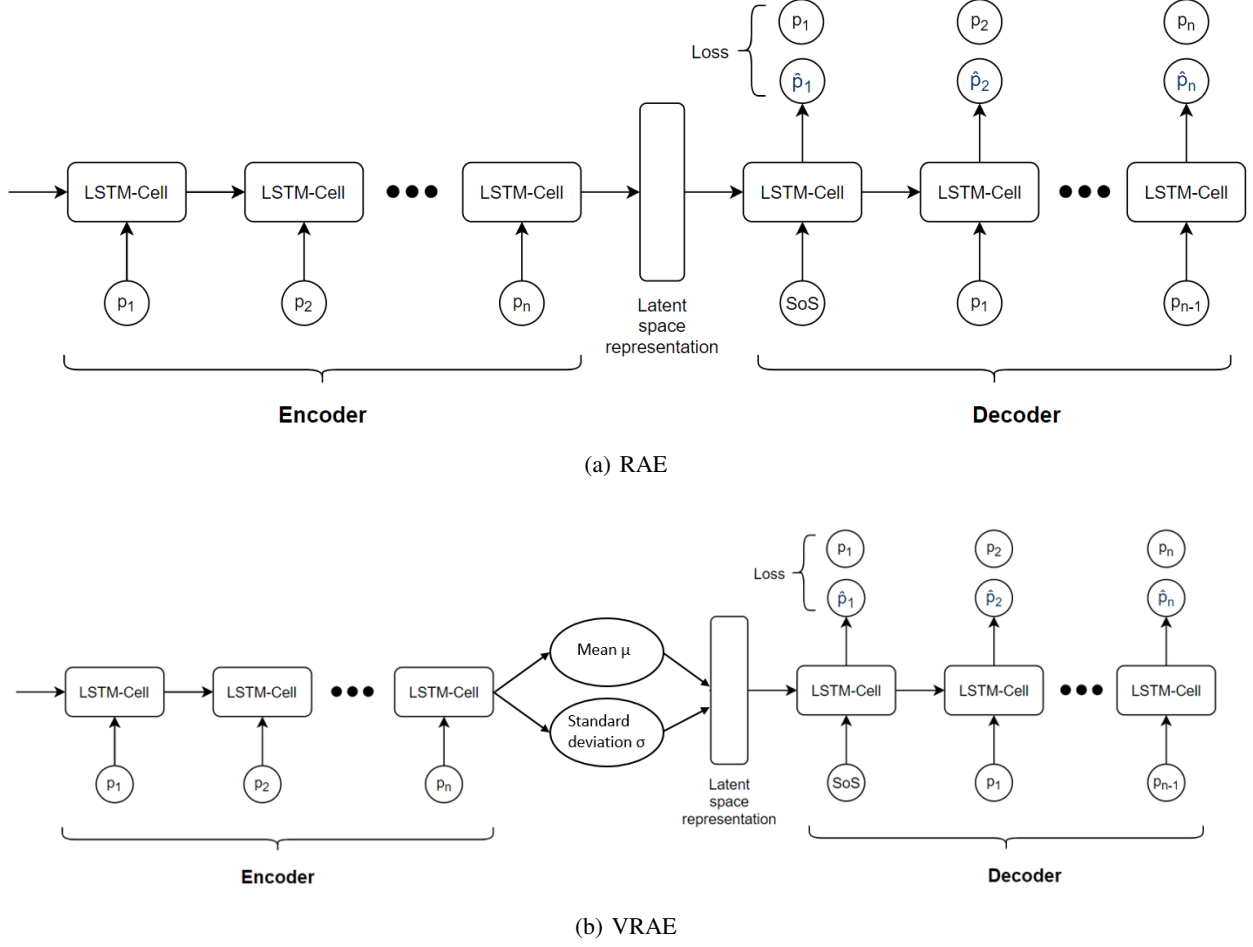 p1 p2 pn
Loss
p̂1 p̂2 p̂n
LSTM-Cell LSTM-Cell LSTM-Cell LSTM-Cell LSTM-Cell LSTM-Cell
p1 p2 pn SoS p1 pn-1
Latent
space
representation
Encoder Decoder
(a) RAE
p1 p2 pn
Loss
p̂1 p̂2 p̂n
Mean μ
LSTM-Cell LSTM-Cell LSTM-Cell LSTM-Cell LSTM-Cell LSTM-Cell
Standard
deviation σ
p1 p2 pn SoS p1 pn-1
Latent
space
representation
Encoder Decoder
(b) VRAE